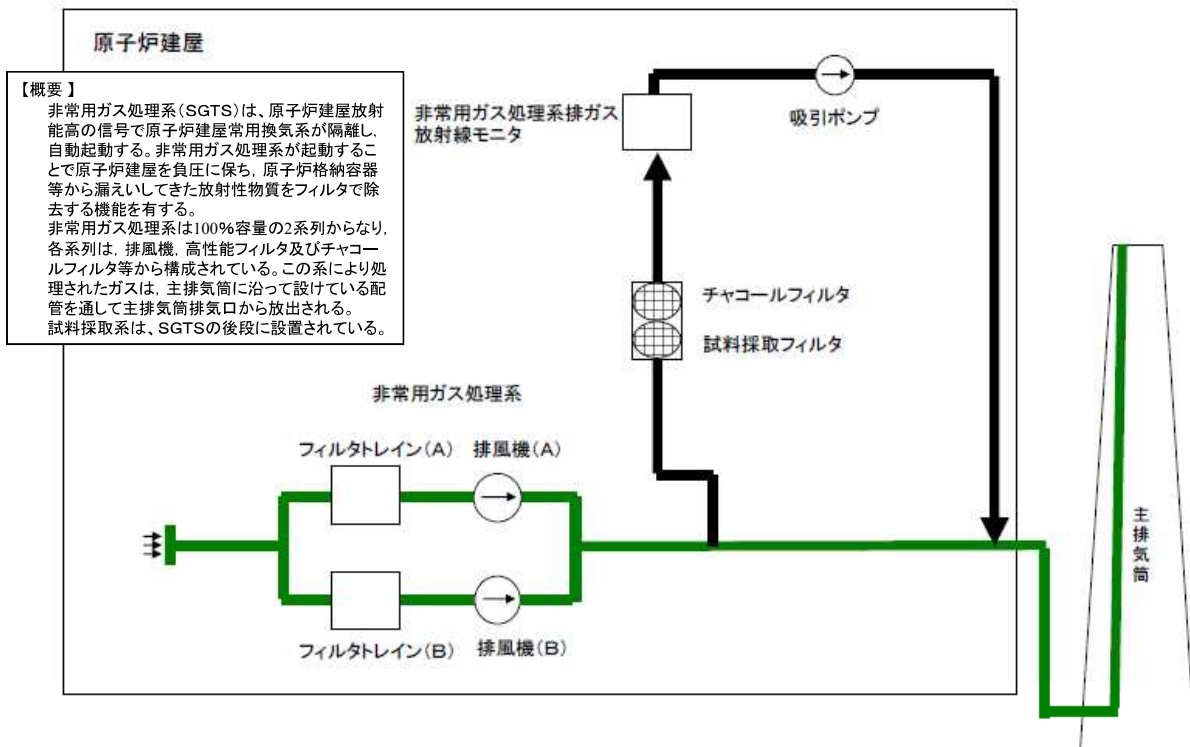 原子炉建屋
【概要】
非常用ガス処理系(SGTS)は、原子炉建屋放射
能高の信号で原子炉建屋常用換気系が隔離し,
自動起動する。非常用ガス処理系が起動するこ
とで原子炉建屋を負圧に保ち, 原子炉格納容器
等から漏えいしてきた放射性物質をフィルタで除
去する機能を有する。
非常用ガス処理系は100%容量の2系列からなり,
各系列は, 排風機, 高性能フィルタ及びチャコー
ルフィルタ等から構成されている。この系により処
理されたガスは, 主排気筒に沿って設けている配
管を通して主排気筒排気口から放出される。
試料採取系は、SGTSの後段に設置されている。
非常用ガス処理系排ガス
放射線モニタ
吸引ポンプ
チャコールフィルタ
試料採取フィルタ
非常用ガス処理系
フィルタトレイン(A)
排風機(A)
フィルタトレイン(B)
排風機(B)
主排気筒